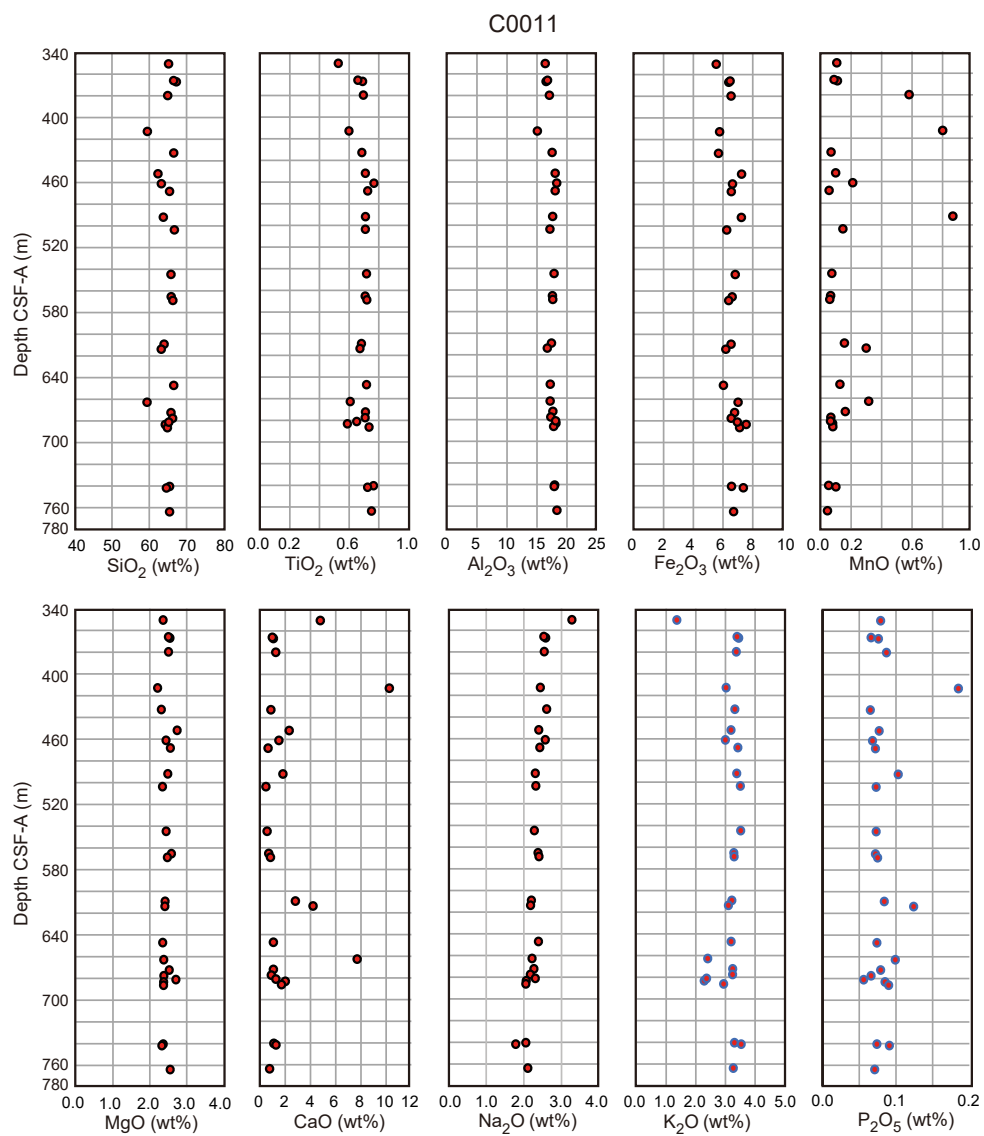 C0011
340
400
460
520
580
640
700
760
780
Depth CSF-A (m)
40 50 60 70 80
SiO₂ (wt%)
0.0 0.2 0.6 1.0
TiO₂ (wt%)
0 5 10 15 20 25
Al₂O₃ (wt%)
0 2 4 6 8 10
Fe₂O₃ (wt%)
0.0 0.2 0.6 1.0
MnO (wt%)
340
400
460
520
580
640
700
760
780
Depth CSF-A (m)
0.0 1.0 2.0 3.0 4.0
MgO (wt%)
0 2 4 6 8 10 12
CaO (wt%)
0.0 1.0 2.0 3.0 4.0
Na₂O (wt%)
0.0 1.0 2.0 3.0 4.0 5.0
K₂O (wt%)
0.0 0.1 0.2
P₂O₅ (wt%)